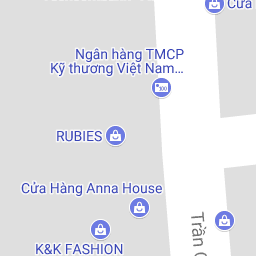 Cửa
Ngân hàng TMCP
Kỹ thương Việt Nam...
RUBIES
Cửa Hàng Anna House
Trần
K&K FASHION